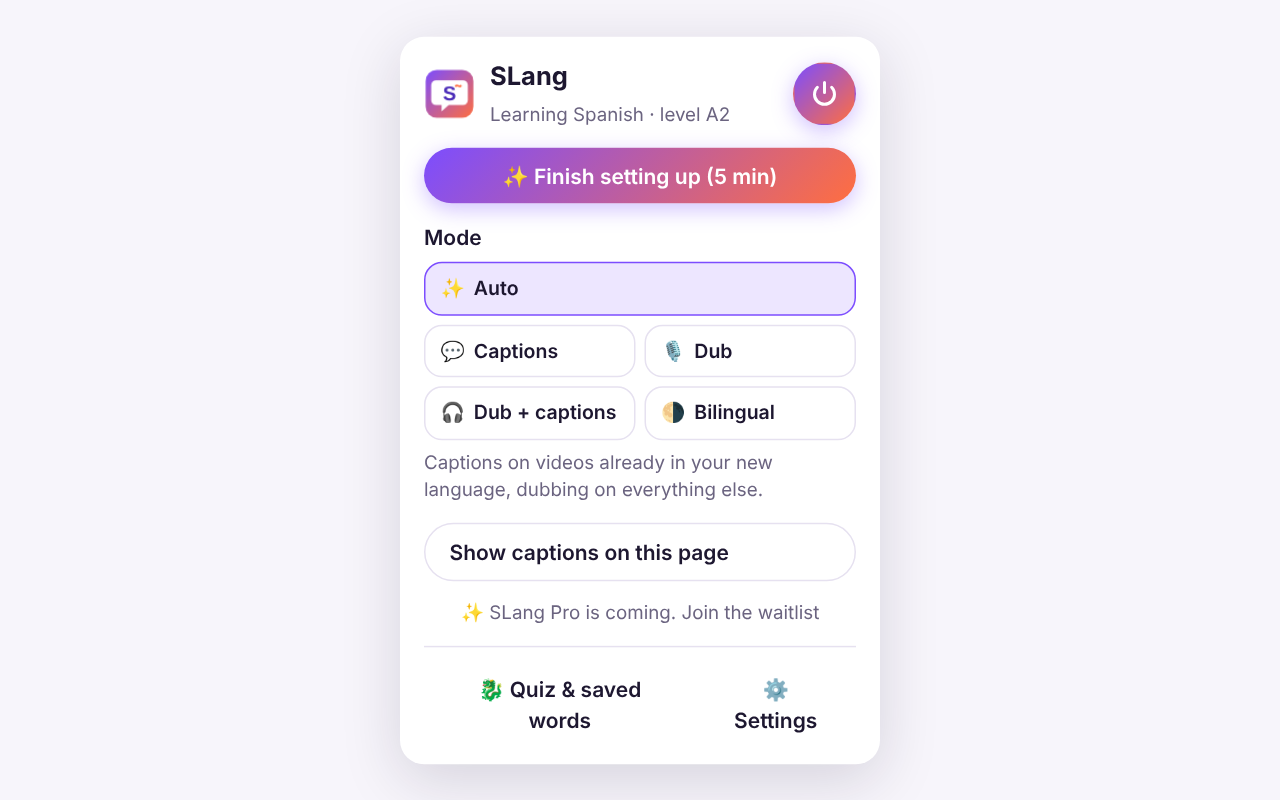 S
SLang
Learning Spanish · level A2
✨ Finish setting up (5 min)
Mode
✨ Auto
💬 Captions
🎙️ Dub
🎧 Dub + captions
🌗 Bilingual
Captions on videos already in your new
language, dubbing on everything else.
Show captions on this page
✨ SLang Pro is coming. Join the waitlist
🐉 Quiz & saved
words
⚙️
Settings